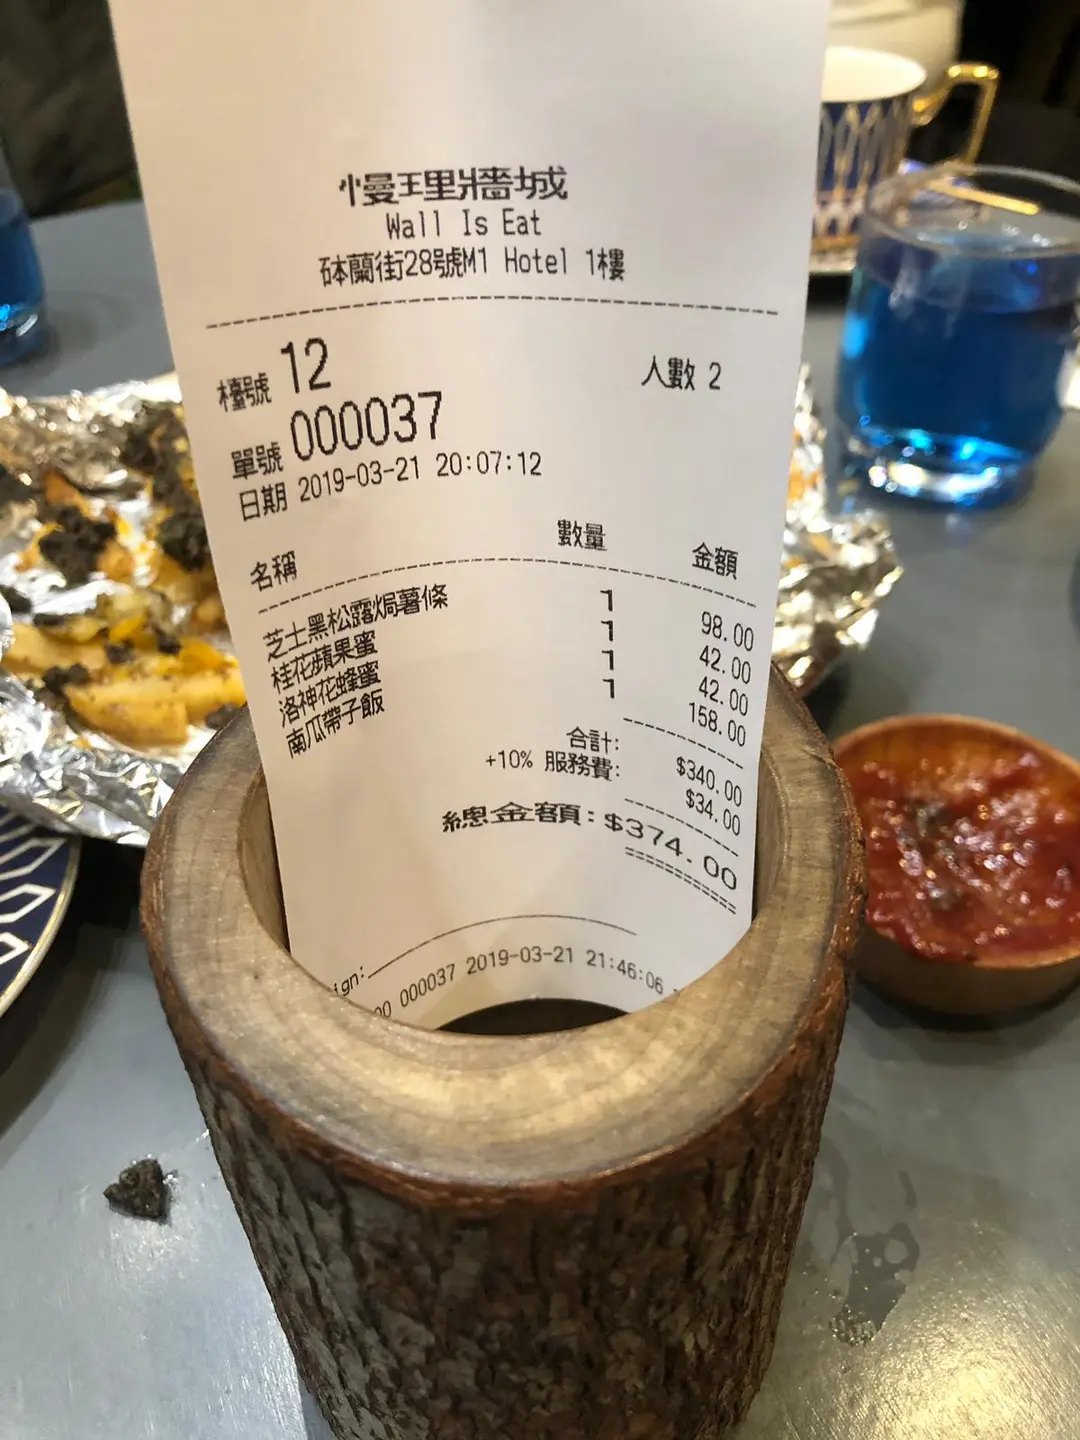 慢理牆城
Wall Is Eat
砵蘭街28號M1 Hotel 1樓
檯號 12 人數 2
單號 000037
日期 2019-03-21 20:07:12
名稱 數量 金額
芝士黑松露焗薯條 1 98.00
桂花蘋果蜜 1 42.00
洛神花蜂蜜 1 42.00
南瓜帶子飯 1 158.00
合計: $340.00
+10% 服務費: $34.00
總金額: $374.00
ign:
00 000037 2019-03-21 21:46:06